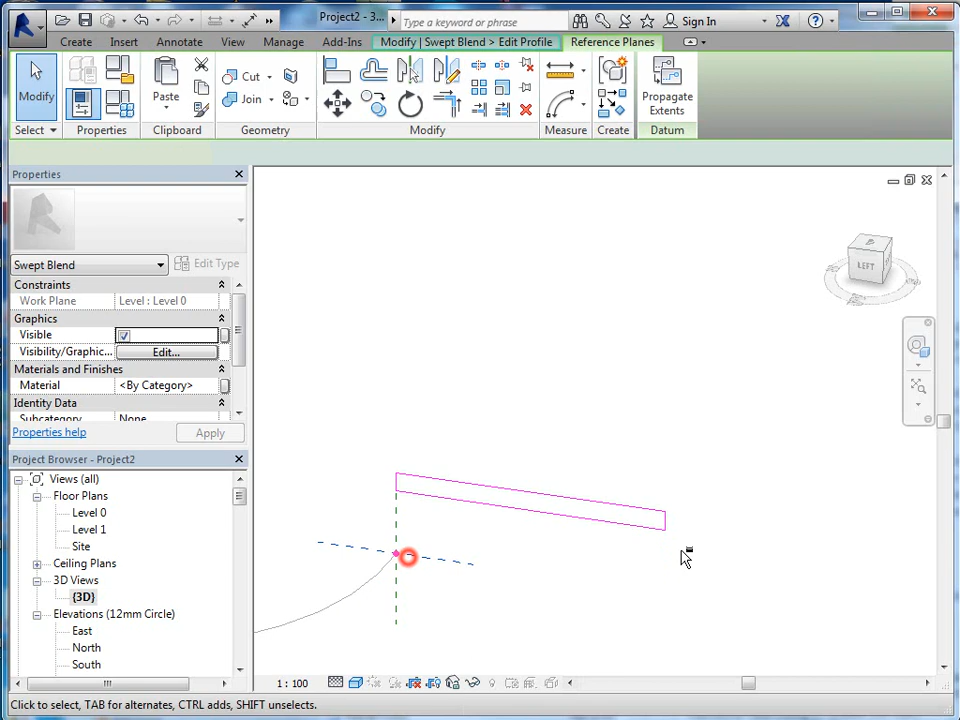 Project2 - 3...
Type a keyword or phrase
Sign In
Create
Insert
Annotate
View
Manage
Add-Ins
Modify | Swept Blend > Edit Profile
Reference Planes
Modify
Paste
Cut
Join
Propagate
Extents
Select
Properties
Clipboard
Geometry
Modify
Measure
Create
Datum
Properties
R
Swept Blend
Edit Type
Constraints
Work Plane
Level : Level 0
Graphics
Visible
Visibility/Graphic...
Edit...
Materials and Finishes
Material
<By Category>
Identity Data
Subcategory
None
Properties help
Apply
LEFT
Project Browser - Project2
Views (all)
Floor Plans
Level 0
Level 1
Site
Ceiling Plans
3D Views
{3D}
Elevations (12mm Circle)
East
North
South
1 : 100
Click to select, TAB for alternates, CTRL adds, SHIFT unselects.